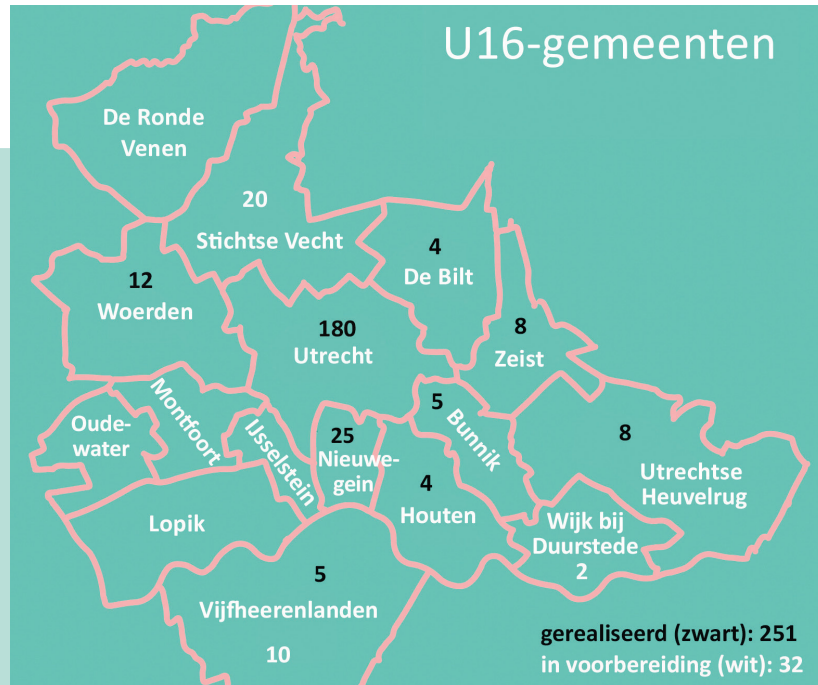 U16-gemeenten
De Ronde
Venen
20
Stichtse Vecht
4
De Bilt
12
Woerden
180
Utrecht
8
Zeist
Oude-
water
Montfoort
IJsselstein
25
Nieuwe-
gein
5
Bunnik
8
Utrechtse
Heuvelrug
4
Houten
Lopik
Wijk bij
Duurstede
2
5
Vijfheerenlanden
10
gerealiseerd (zwart): 251
in voorbereiding (wit): 32